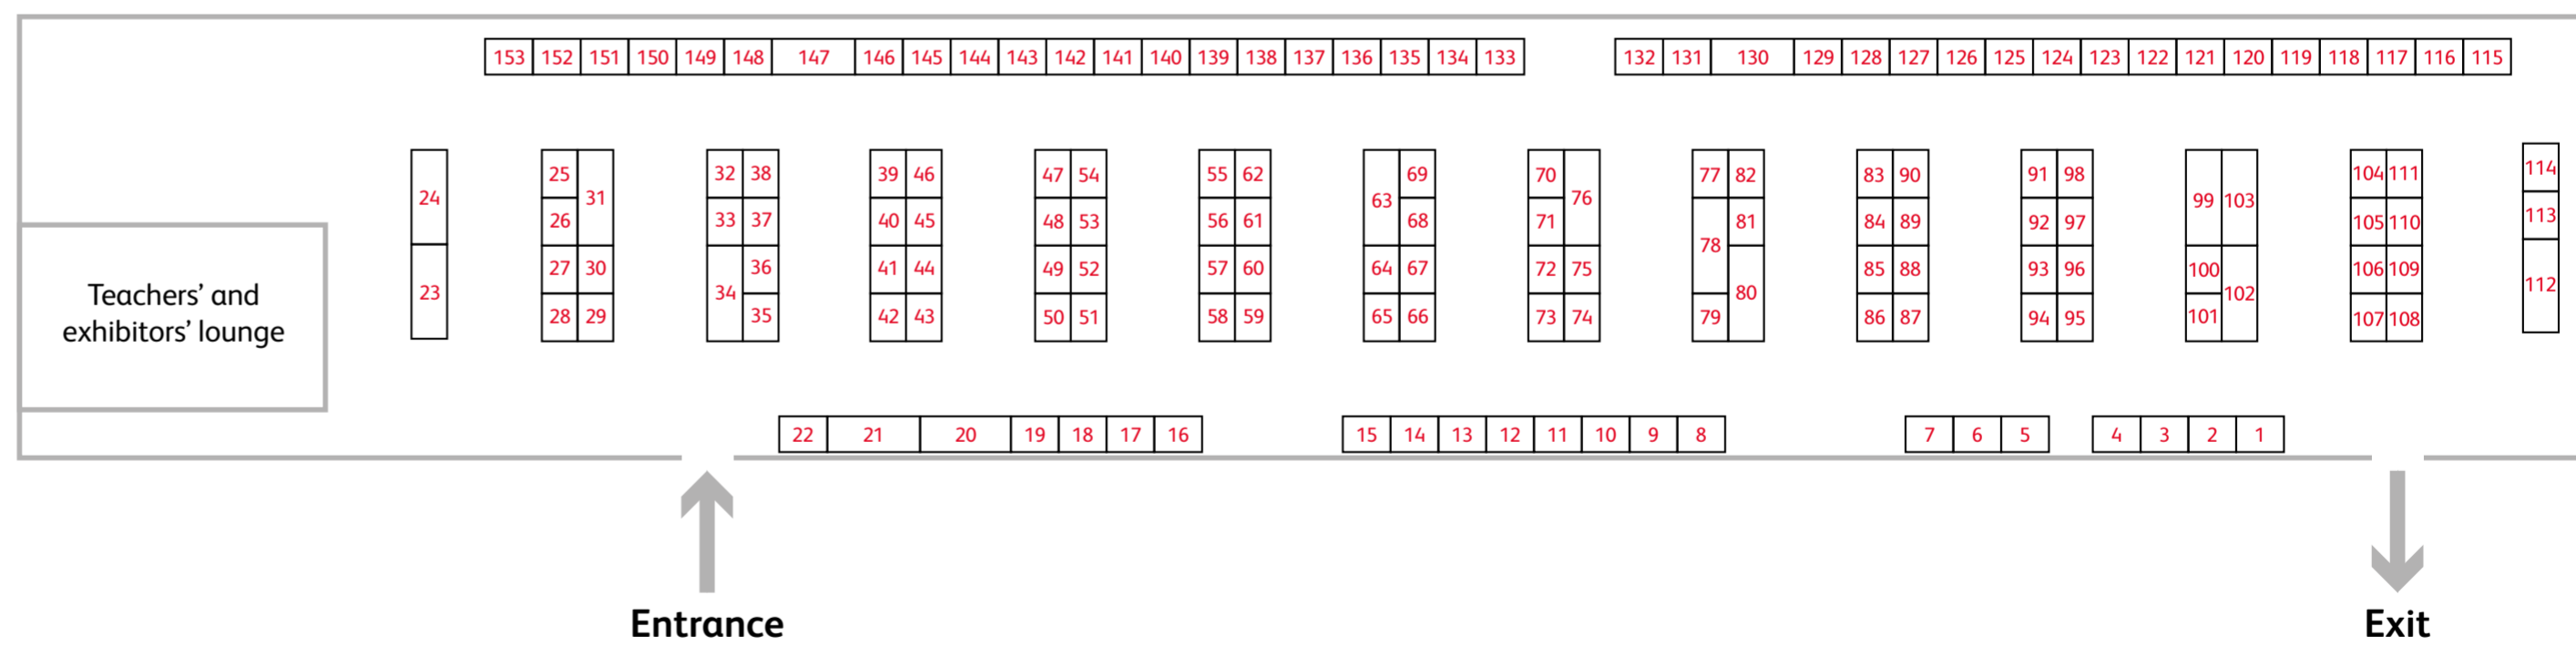 153 152 151 150 149 148 147 146 145 144 143 142 141 140 139 138 137 136 135 134 133 132 131 130 129 128 127 126 125 124 123 122 121 120 119 118 117 116 115
114
25 32 38 39 46 47 54 55 62 69 70 77 82 83 90 91 98 104 111
24 31 63 76 99 103
113
26 33 37 40 45 48 53 56 61 68 71 81 84 89 92 97 105 110
78
27 30 36 41 44 49 52 57 60 64 67 72 75 85 88 93 96 100 106 109
112
23 34 80 102
28 29 35 42 43 50 51 58 59 65 66 73 74 79 86 87 94 95 101 107 108
Teachers’ and
exhibitors’ lounge
22 21 20 19 18 17 16 15 14 13 12 11 10 9 8 7 6 5 4 3 2 1
Entrance Exit